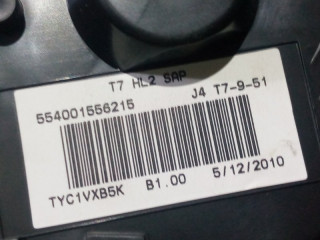 T7 HL2 SAP
554001556215 J4 T7-9-51
TYC1VXB5K B1.00 5/12/2010